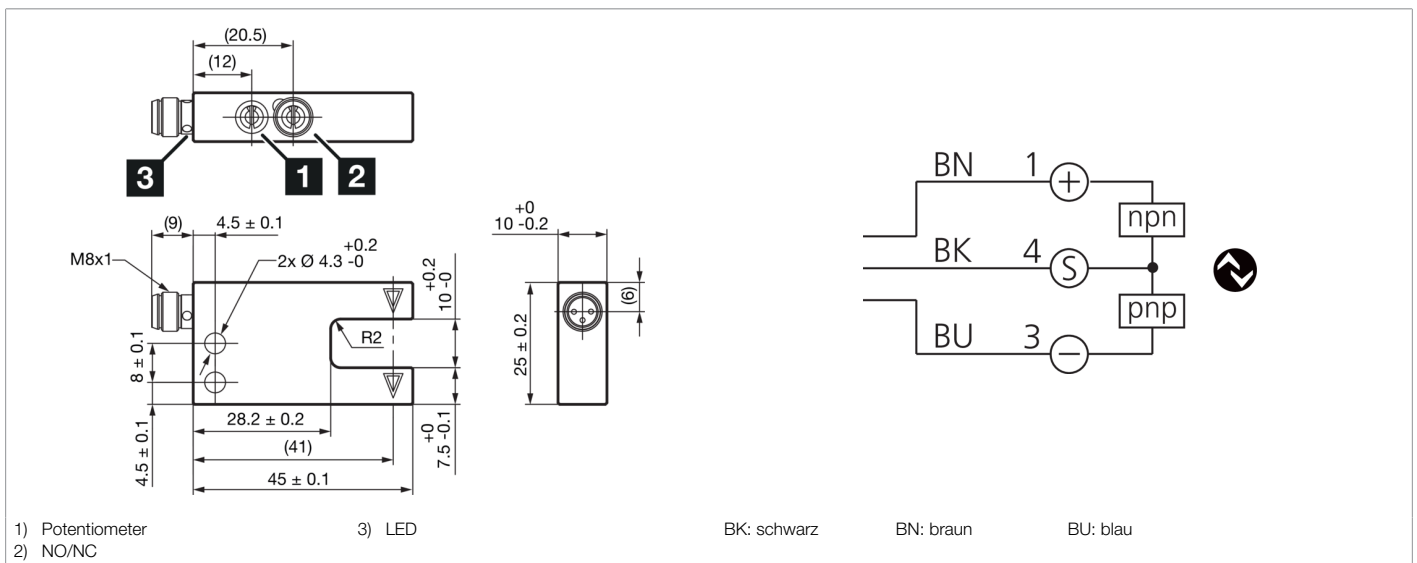 (20.5)
(12)
3
1
2
(9)
4.5 ± 0.1
M8x1
+0.2
2x Ø 4.3 -0
+0.2
10 -0
R2
8 ± 0.1
4.5 ± 0.1
28.2 ± 0.2
(41)
45 ± 0.1
+0
7.5 -0.1
+0
10 -0.2
(6)
25 ± 0.2
BN 1 +
npn
BK 4 S
pnp
BU 3 −
1) Potentiometer 3) LED BK: schwarz BN: braun BU: blau
2) NO/NC